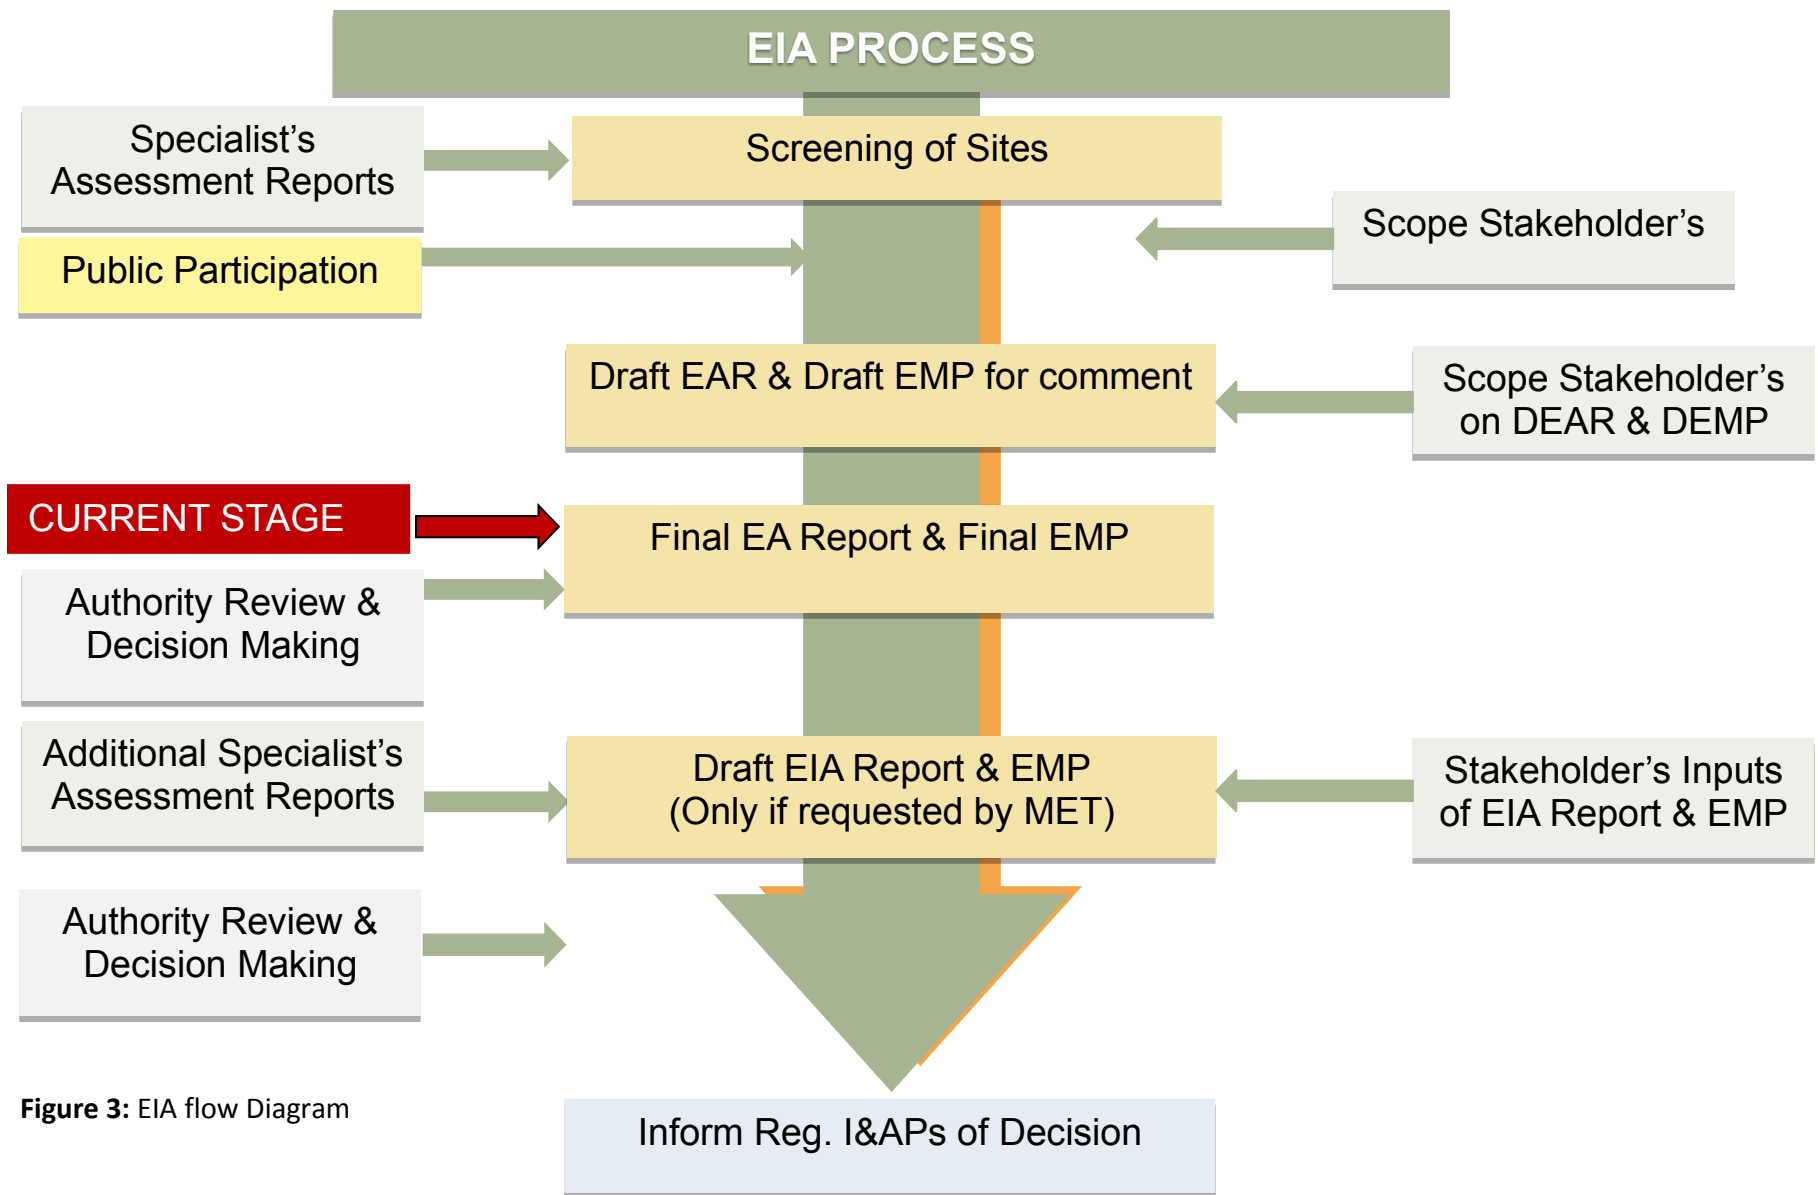 EIA PROCESS
Specialist’s
Assessment Reports
Screening of Sites
Scope Stakeholder’s
Public Participation
Draft EAR & Draft EMP for comment
Scope Stakeholder’s
on DEAR & DEMP
CURRENT STAGE
Final EA Report & Final EMP
Authority Review &
Decision Making
Additional Specialist’s
Assessment Reports
Draft EIA Report & EMP
(Only if requested by MET)
Stakeholder’s Inputs
of EIA Report & EMP
Authority Review &
Decision Making
Figure 3: EIA flow Diagram
Inform Reg. I&APs of Decision